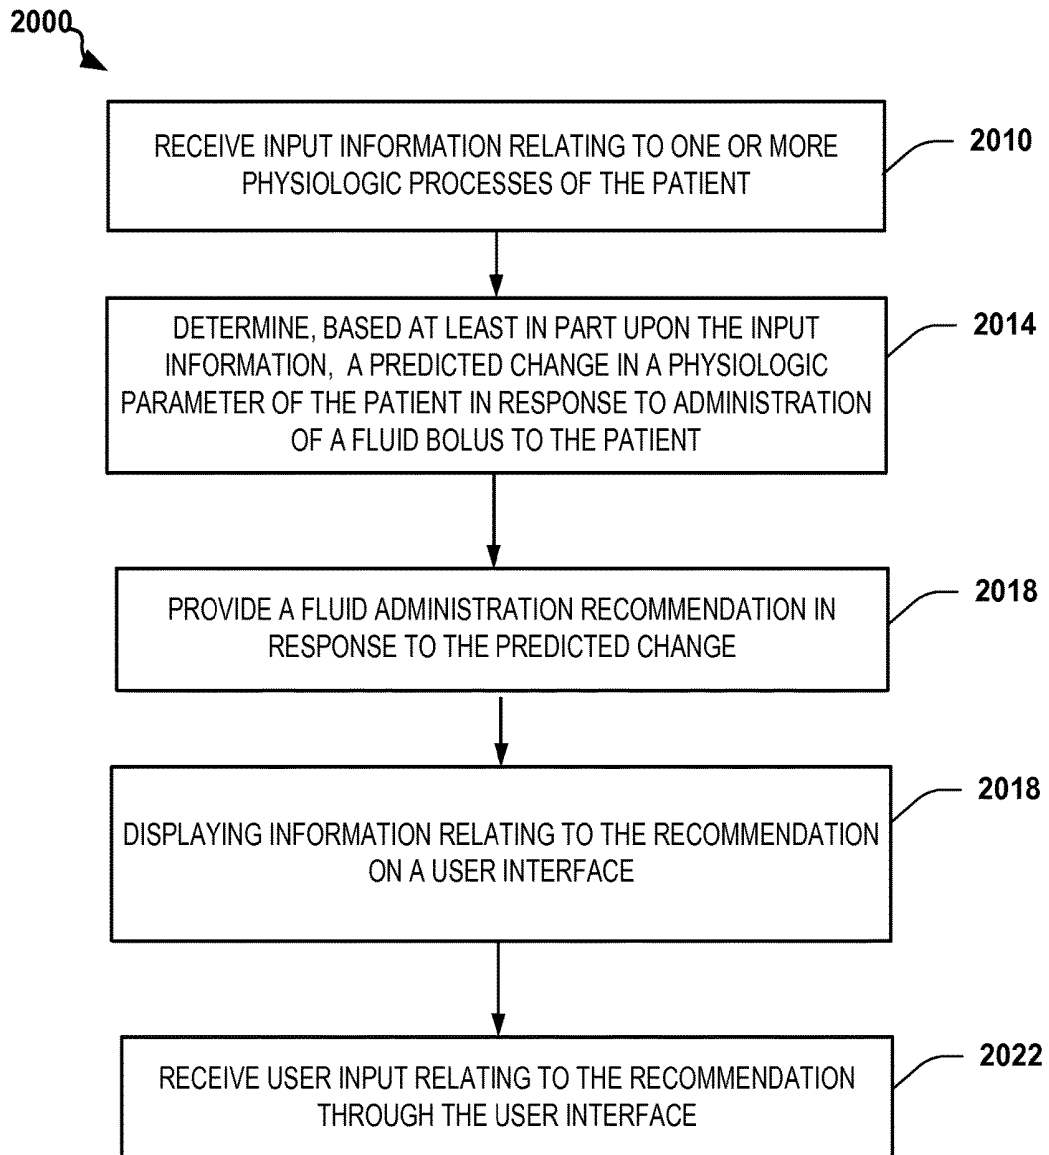 2000
RECEIVE INPUT INFORMATION RELATING TO ONE OR MORE
PHYSIOLOGIC PROCESSES OF THE PATIENT
2010
DETERMINE, BASED AT LEAST IN PART UPON THE INPUT
INFORMATION, A PREDICTED CHANGE IN A PHYSIOLOGIC
PARAMETER OF THE PATIENT IN RESPONSE TO ADMINISTRATION
OF A FLUID BOLUS TO THE PATIENT
2014
PROVIDE A FLUID ADMINISTRATION RECOMMENDATION IN
RESPONSE TO THE PREDICTED CHANGE
2018
DISPLAYING INFORMATION RELATING TO THE RECOMMENDATION
ON A USER INTERFACE
2018
RECEIVE USER INPUT RELATING TO THE RECOMMENDATION
THROUGH THE USER INTERFACE
2022